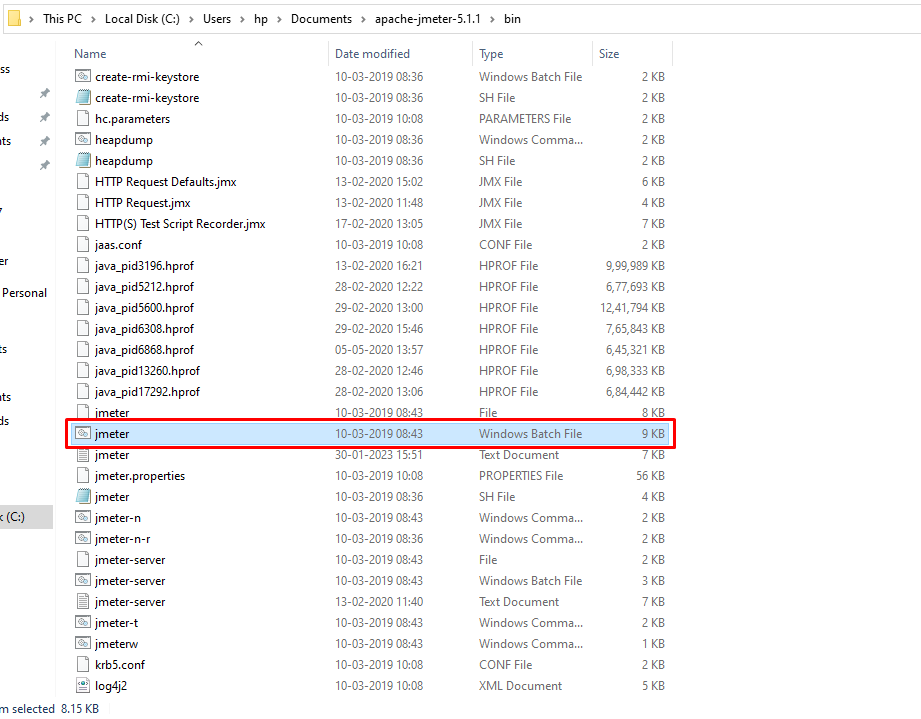 This PC > Local Disk (C:) > Users > hp > Documents > apache-jmeter-5.1.1 > bin
Name Date modified Type Size
create-rmi-keystore 10-03-2019 08:36 Windows Batch File 2 KB
ss
create-rmi-keystore 10-03-2019 08:36 SH File 2 KB
ds hc.parameters 10-03-2019 10:08 PARAMETERS File 2 KB
nts heapdump 10-03-2019 08:36 Windows Comma... 2 KB
heapdump 10-03-2019 08:36 SH File 2 KB
HTTP Request Defaults.jmx 13-02-2020 15:02 JMX File 6 KB
HTTP Request.jmx 13-02-2020 11:48 JMX File 4 KB
HTTP(S) Test Script Recorder.jmx 17-02-2020 13:05 JMX File 7 KB
jaas.conf 10-03-2019 10:08 CONF File 2 KB
er java_pid3196.hprof 13-02-2020 16:21 HPROF File 9,99,989 KB
Personal java_pid5212.hprof 28-02-2020 12:22 HPROF File 6,77,693 KB
java_pid5600.hprof 29-02-2020 13:00 HPROF File 12,41,794 KB
java_pid6308.hprof 29-02-2020 15:46 HPROF File 7,65,843 KB
ts java_pid6868.hprof 05-05-2020 13:57 HPROF File 6,45,321 KB
java_pid13260.hprof 28-02-2020 12:46 HPROF File 6,98,333 KB
nts java_pid17292.hprof 28-02-2020 13:06 HPROF File 6,84,442 KB
ds jmeter 10-03-2019 08:43 File 8 KB
jmeter 10-03-2019 08:43 Windows Batch File 9 KB
jmeter 30-01-2023 15:51 Text Document 7 KB
jmeter.properties 10-03-2019 10:08 PROPERTIES File 56 KB
jmeter 10-03-2019 08:36 SH File 4 KB
k (C:) jmeter-n 10-03-2019 08:43 Windows Comma... 2 KB
jmeter-n-r 10-03-2019 08:43 Windows Comma... 2 KB
jmeter-server 10-03-2019 08:43 File 2 KB
jmeter-server 10-03-2019 08:43 Windows Batch File 3 KB
jmeter-server 13-02-2020 11:40 Text Document 7 KB
jmeter-t 10-03-2019 08:43 Windows Comma... 2 KB
jmeterw 10-03-2019 08:43 Windows Comma... 1 KB
krb5.conf 10-03-2019 10:08 CONF File 2 KB
log4j2 10-03-2019 10:08 XML Document 5 KB
m selected 8.15 KB